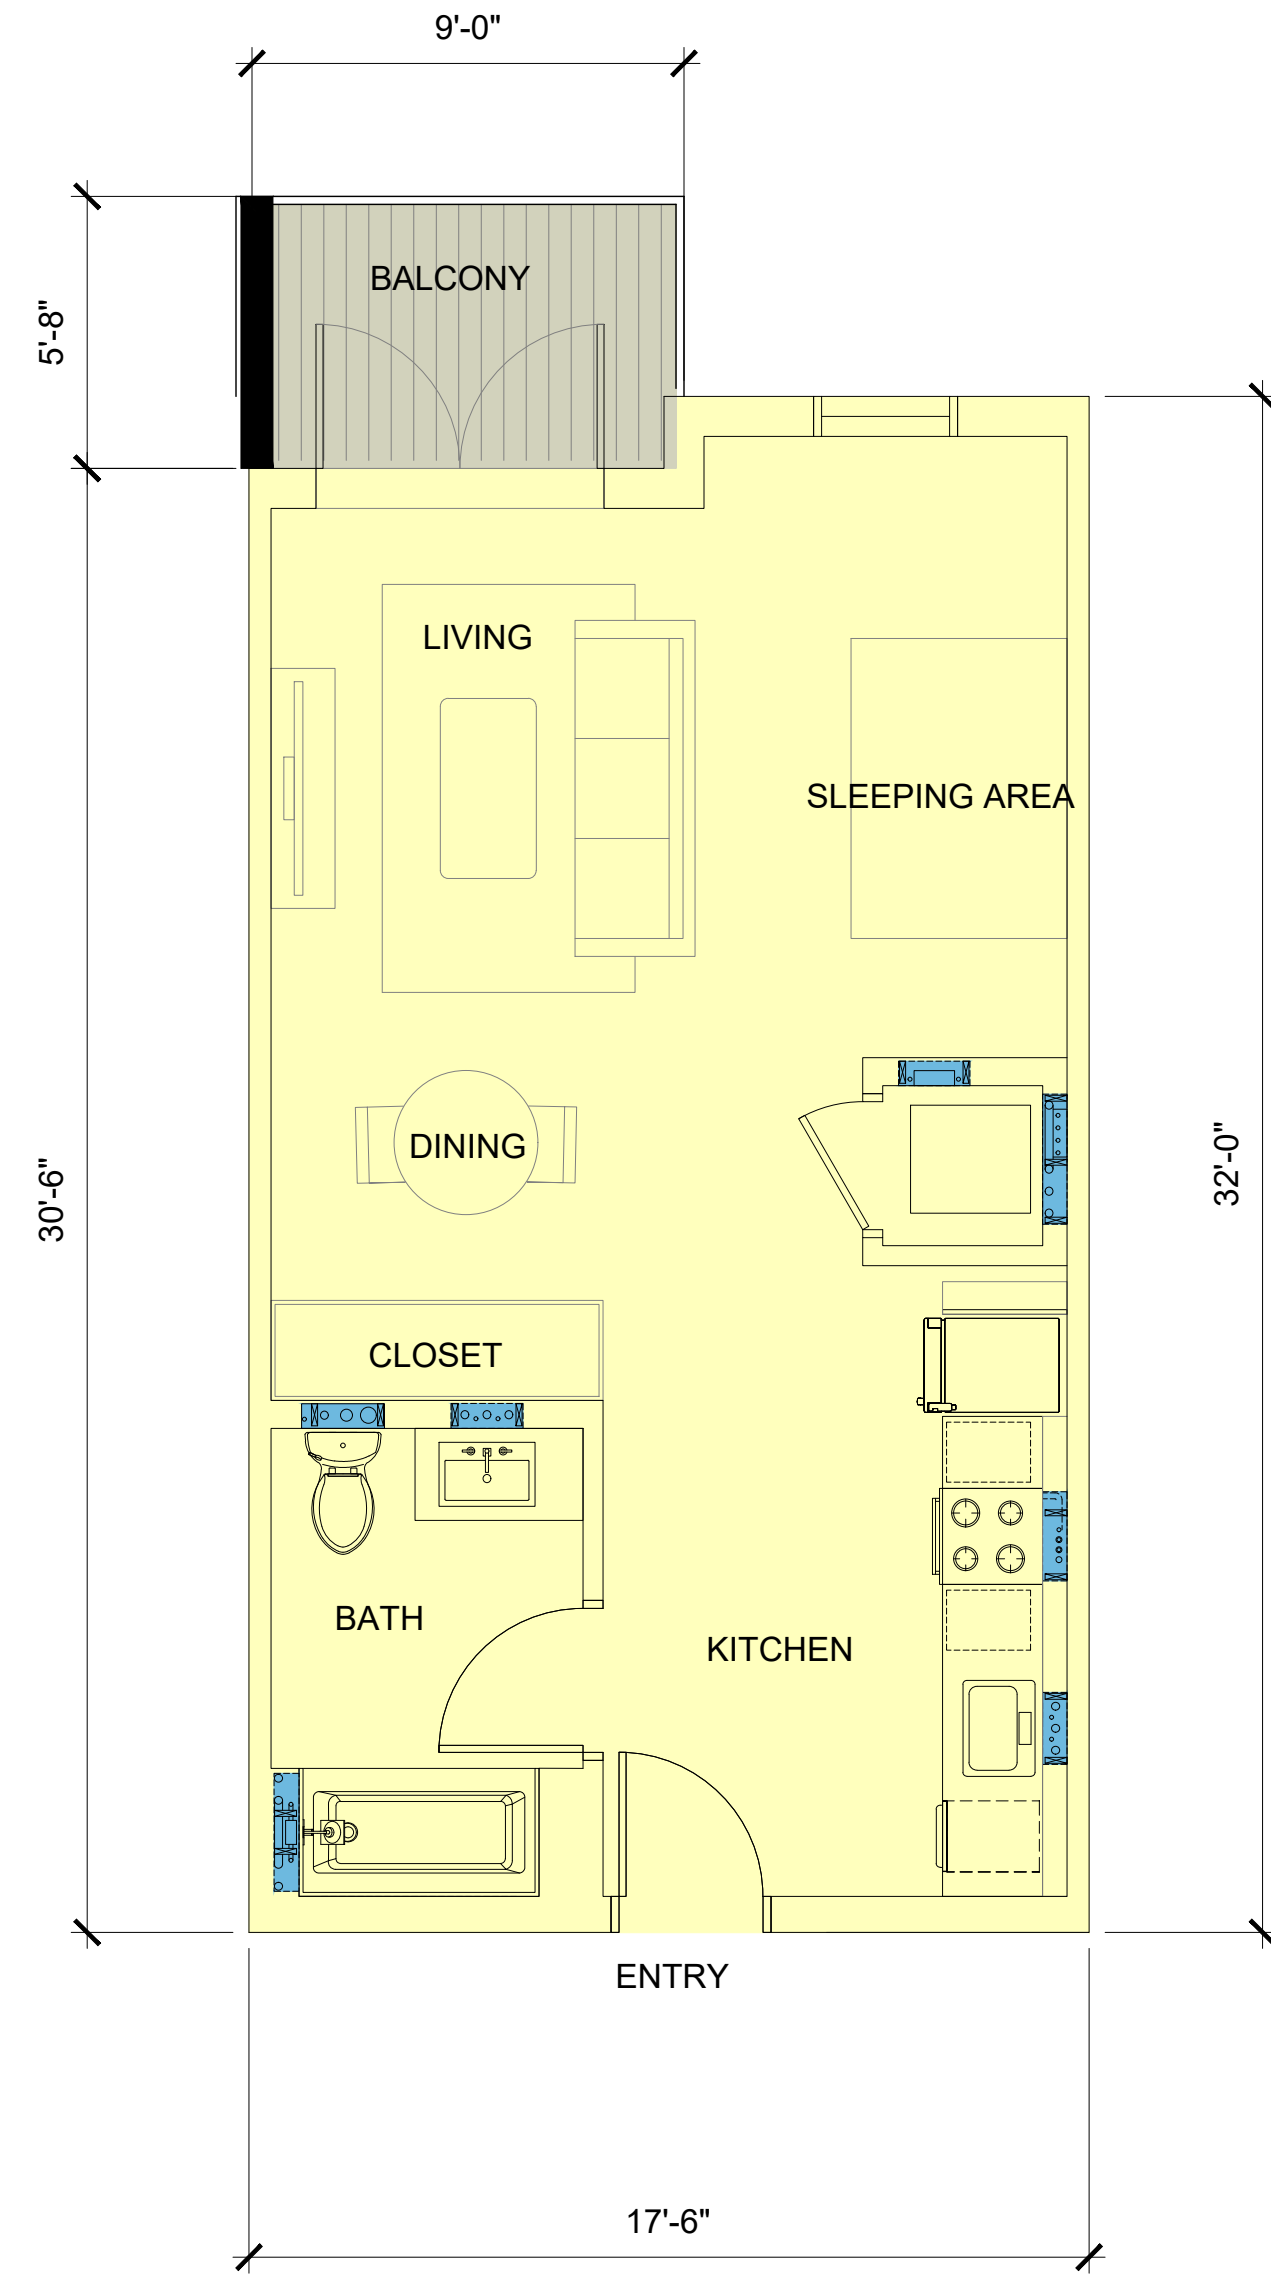 9'-0"
BALCONY
5'-8"
LIVING
SLEEPING AREA
DINING
30'-6"
32'-0"
CLOSET
BATH
KITCHEN
ENTRY
17'-6"